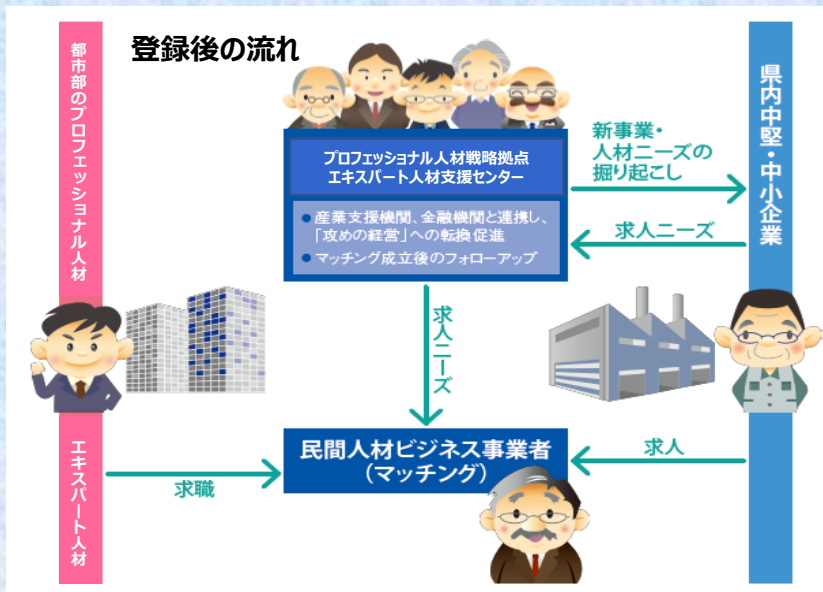 登録後の流れ
都市部のプロフェッショナル人材
エキスパート人材
プロフェッショナル人材戦略拠点
エキスパート人材支援センター
● 産業支援機関、金融機関と連携し、
「攻めの経営」への転換促進
● マッチング成立後のフォローアップ
新事業・
人材ニーズの
掘り起こし
求人ニーズ
県内中堅・中小企業
求人ニーズ
民間人材ビジネス事業者
(マッチング)
求職
求人